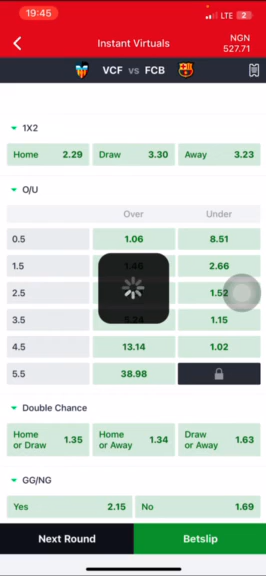 19:45
LTE 2
Instant Virtuals
NGN
527.71
VCF vs FCB
1X2
Home 2.29 Draw 3.30 Away 3.23
O/U
Over Under
0.5 1.06 8.51
1.5 1.46 2.66
2.5 1.52
3.5 5.24 1.15
4.5 13.14 1.02
5.5 38.98
Double Chance
Home or Draw 1.35 Home or Away 1.34 Draw or Away 1.63
GG/NG
Yes 2.15 No 1.69
Next Round Betslip